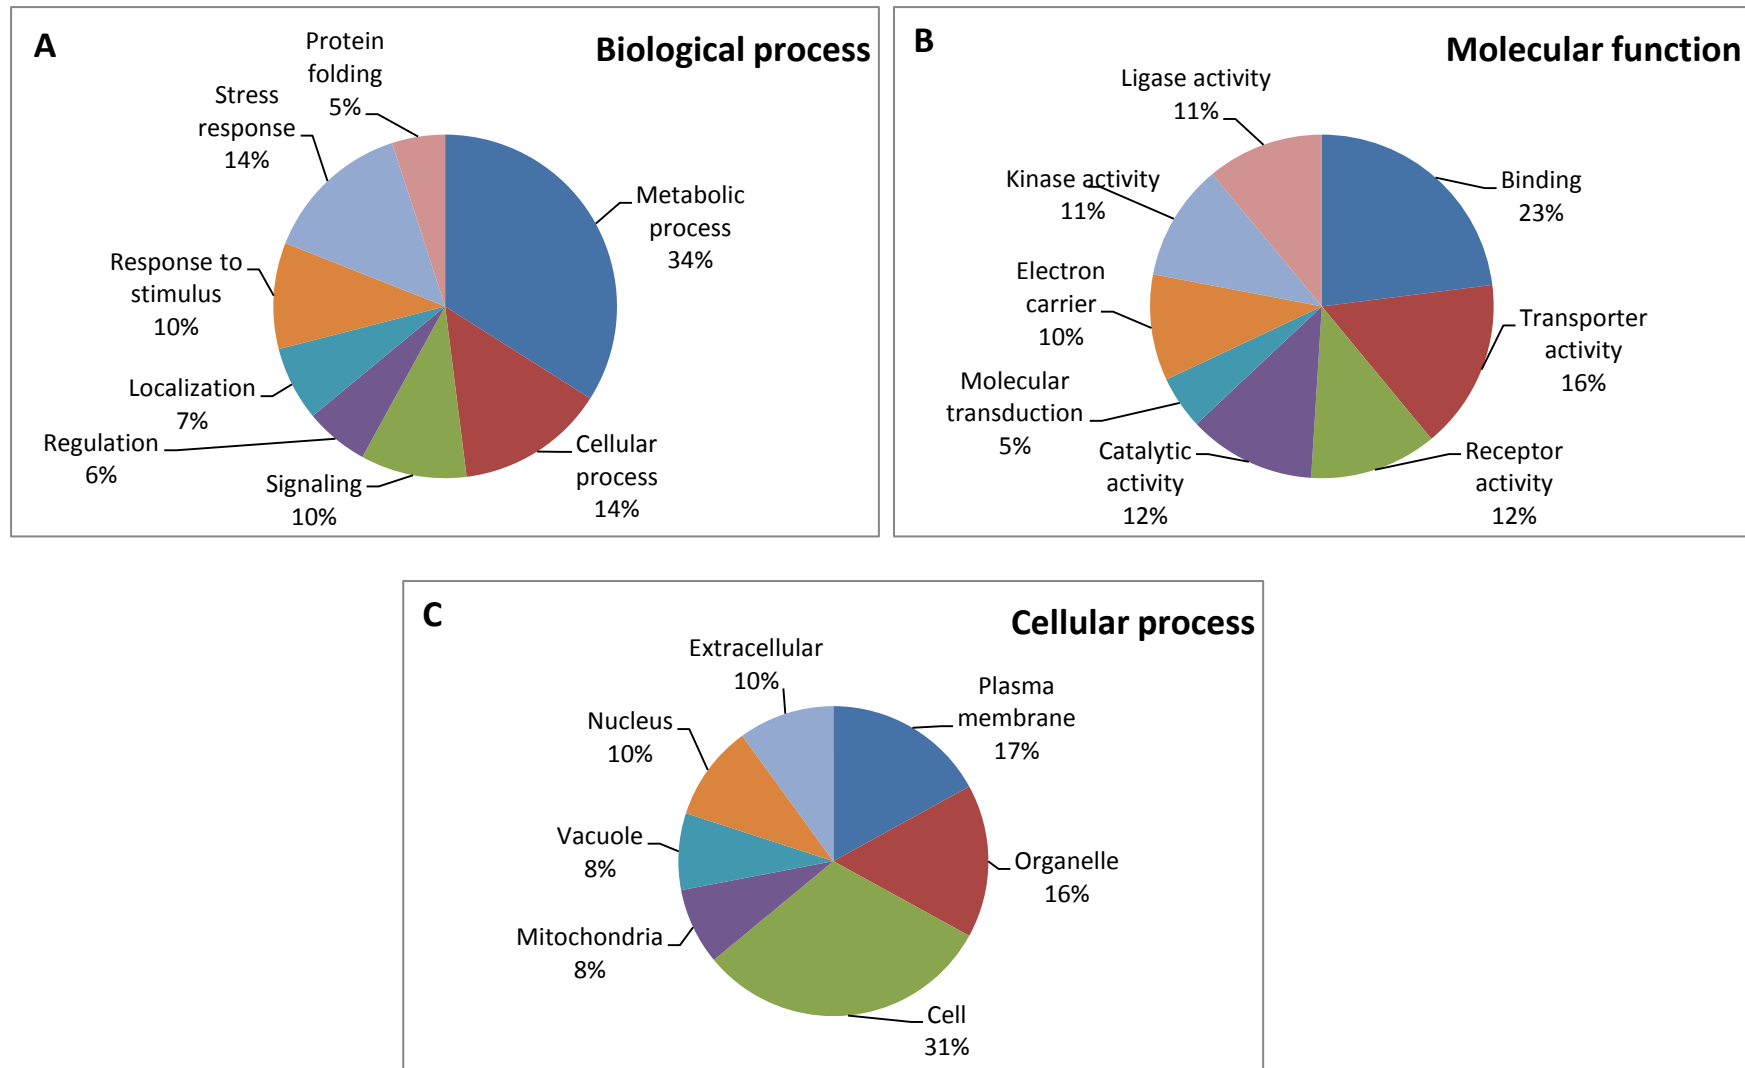 A
Biological process
Protein
folding
5%
Stress
response
14%
Metabolic
process
34%
Response to
stimulus
10%
Localization
7%
Regulation
6%
Signaling
10%
Cellular
process
14%
B
Molecular function
Ligase activity
11%
Binding
23%
Kinase activity
11%
Electron
carrier
10%
Transporter
activity
16%
Molecular
transduction
5%
Catalytic
activity
12%
Receptor
activity
12%
C
Cellular process
Extracellular
10%
Plasma
membrane
17%
Nucleus
10%
Vacuole
8%
Organelle
16%
Mitochondria
8%
Cell
31%